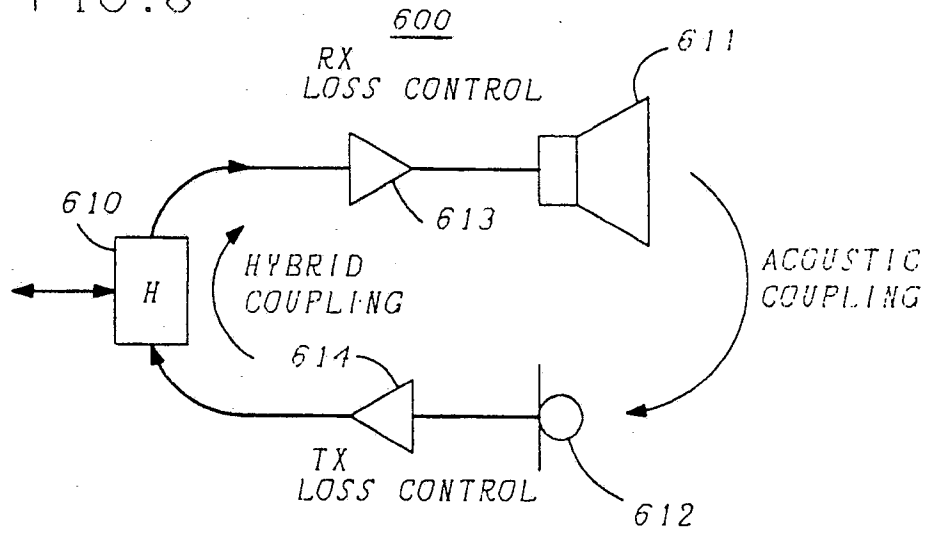 600
611
RX
LOSS CONTROL
610
613
HYBRID
COUPLING
ACOUSTIC
COUPLING
H
614
TX
LOSS CONTROL
612